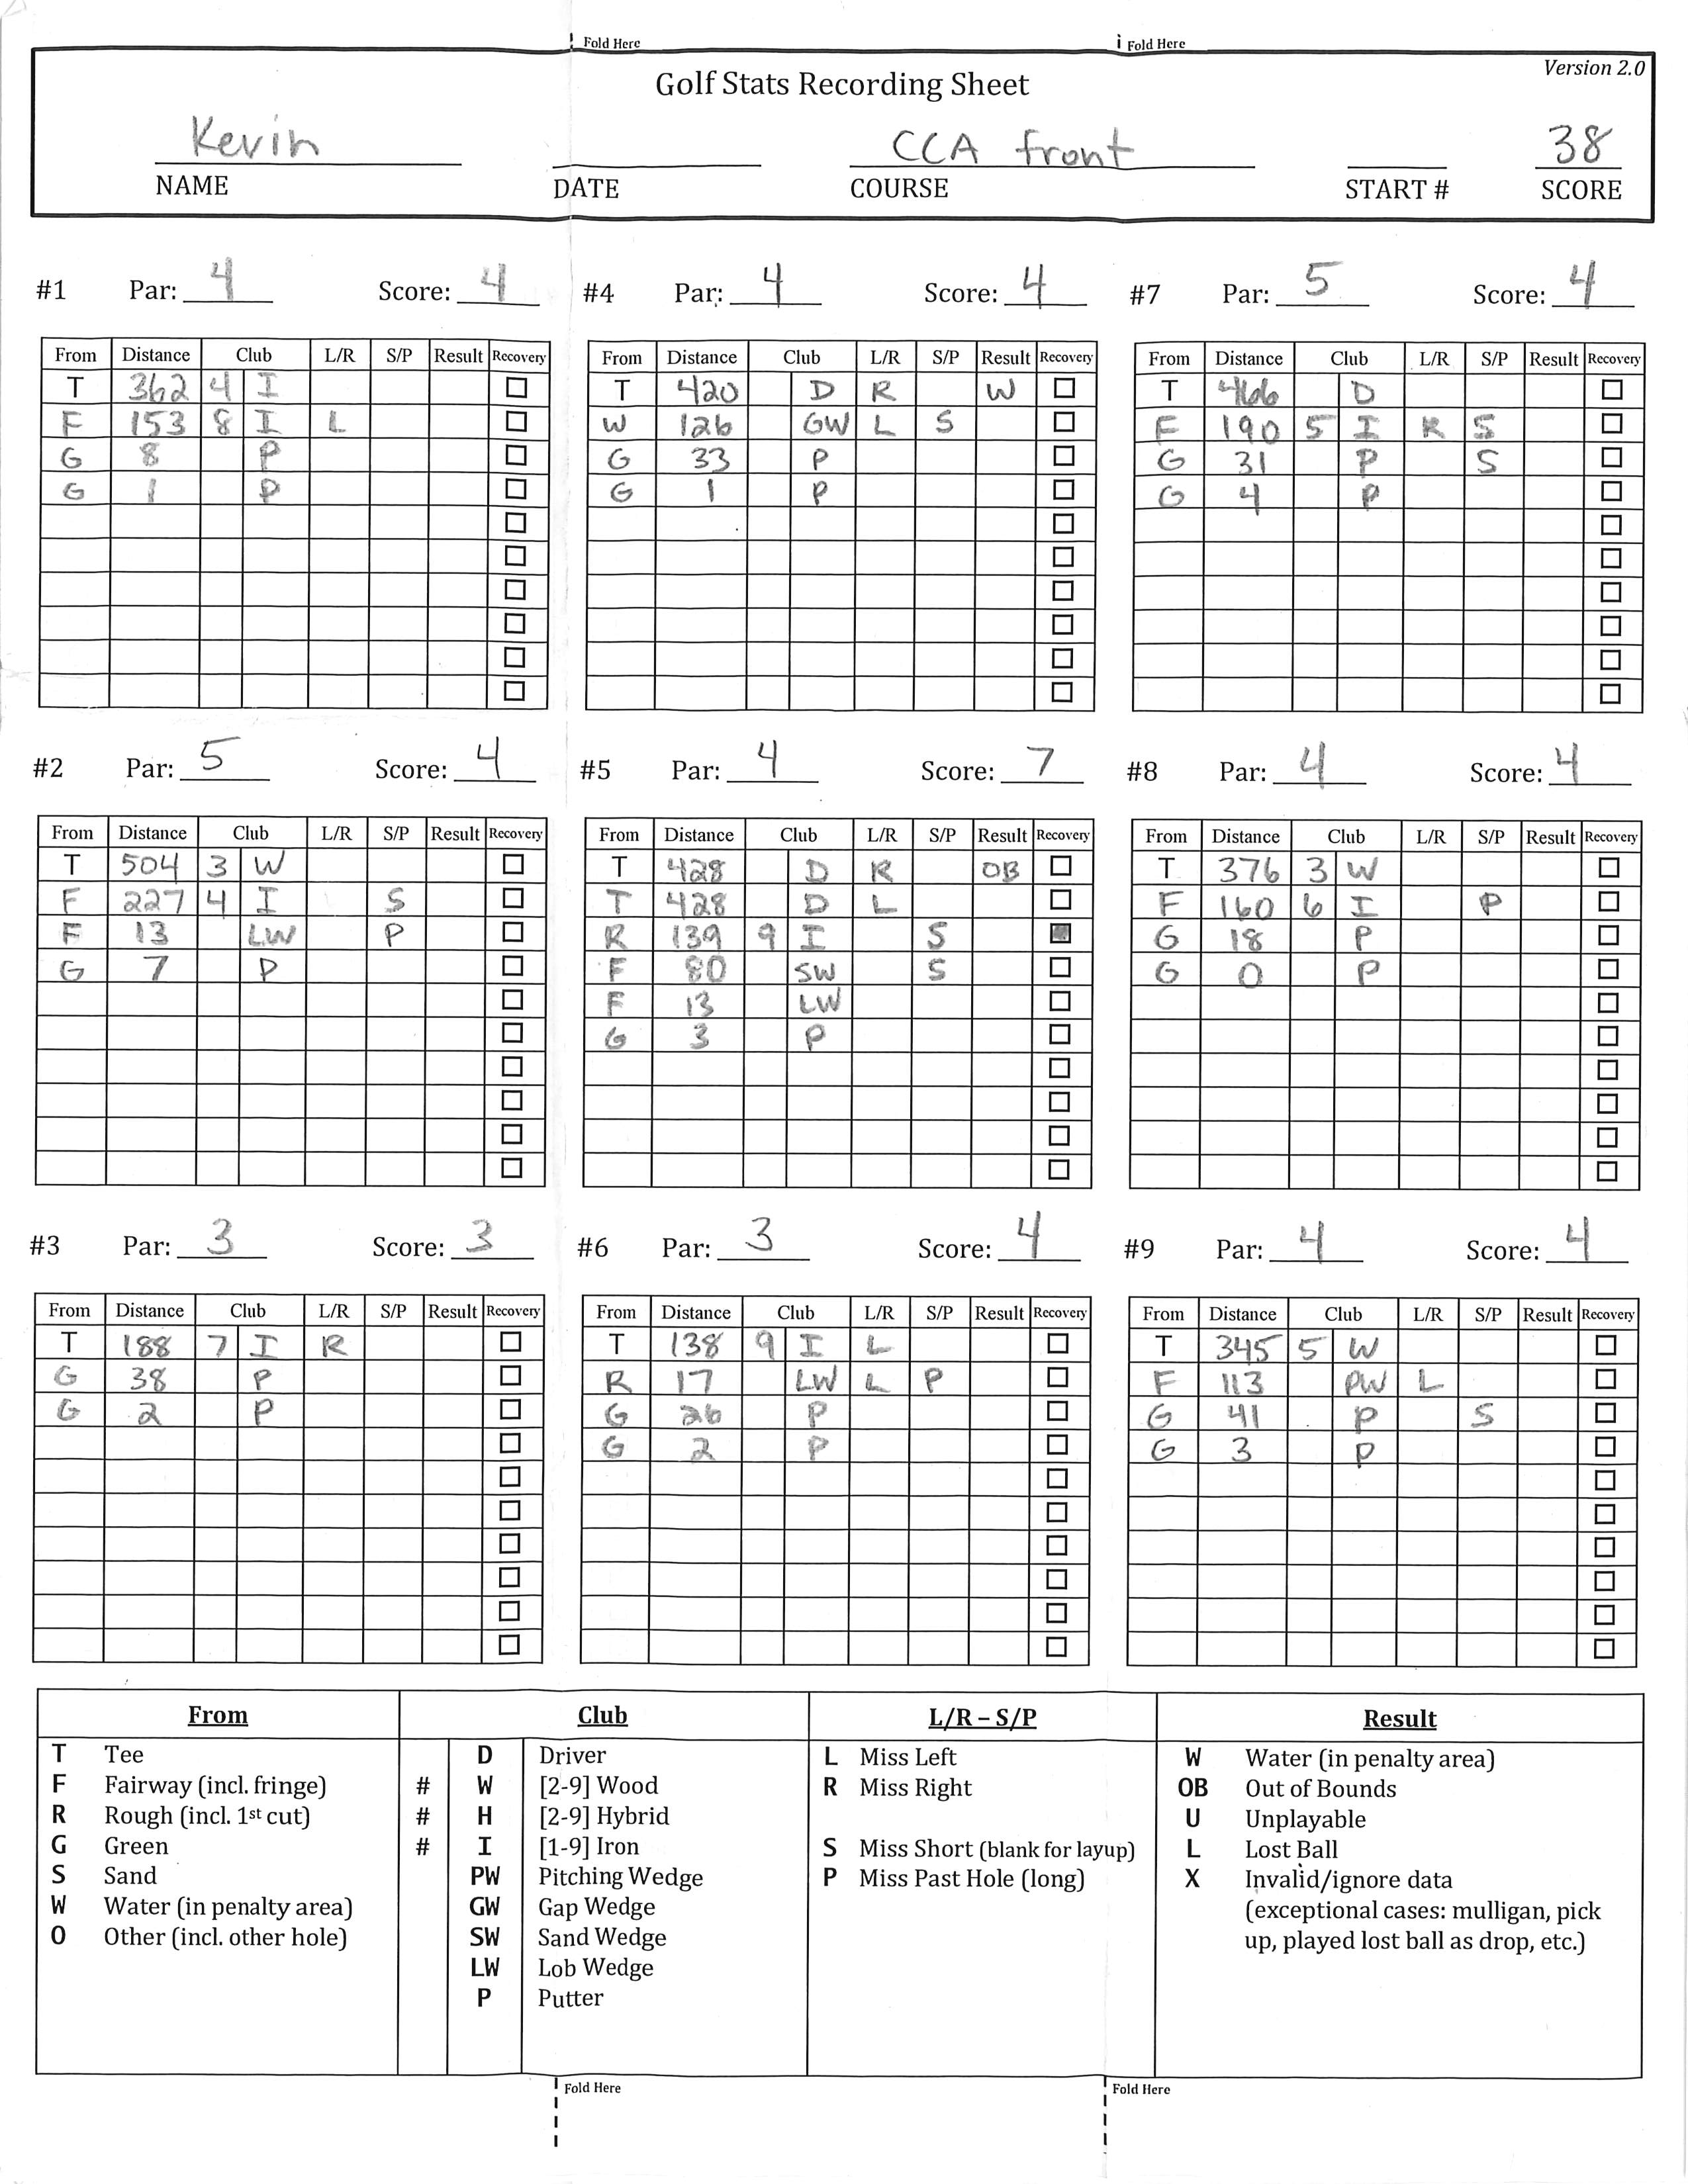 Fold Here Fold Here
Version 2.0
Golf Stats Recording Sheet
Kevin CCA front 38
NAME DATE COURSE START # SCORE
#1 Par: 4 Score: 4
From Distance Club L/R S/P Result Recovery
T 362 4 I
F 153 8 I L
G 8 P
G 1 P
#4 Par: 4 Score: 4
From Distance Club L/R S/P Result Recovery
T 420 D R W
W 126 GW L S
G 33 P
G 1 P
#7 Par: 5 Score: 4
From Distance Club L/R S/P Result Recovery
T 466 D
F 190 5 I R S
G 31 P S
G 4 P
#2 Par: 5 Score: 4
From Distance Club L/R S/P Result Recovery
T 504 3 W
F 227 4 I S
F 13 LW P
G 7 P
#5 Par: 4 Score: 7
From Distance Club L/R S/P Result Recovery
T 428 D R OB
T 428 D L
R 139 9 I S
F 80 SW S
F 13 LW
G 3 P
#8 Par: 4 Score: 4
From Distance Club L/R S/P Result Recovery
T 376 3 W
F 160 6 I P
G 18 P
G 0 P
#3 Par: 3 Score: 3
From Distance Club L/R S/P Result Recovery
T 188 7 I R
G 38 P
G 2 P
#6 Par: 3 Score: 4
From Distance Club L/R S/P Result Recovery
T 138 9 I L
R 17 LW L P
G 26 P
G 2 P
#9 Par: 4 Score: 4
From Distance Club L/R S/P Result Recovery
T 345 5 W
F 113 PW L
G 41 P S
G 3 P
From
T Tee
F Fairway (incl. fringe)
R Rough (incl. 1st cut)
G Green
S Sand
W Water (in penalty area)
O Other (incl. other hole)
Club
D Driver
# W [2-9] Wood
# H [2-9] Hybrid
# I [1-9] Iron
PW Pitching Wedge
GW Gap Wedge
SW Sand Wedge
LW Lob Wedge
P Putter
L/R – S/P
L Miss Left
R Miss Right
S Miss Short (blank for layup)
P Miss Past Hole (long)
Result
W Water (in penalty area)
OB Out of Bounds
U Unplayable
L Lost Ball
X Invalid/ignore data
(exceptional cases: mulligan, pick
up, played lost ball as drop, etc.)
Fold Here Fold Here